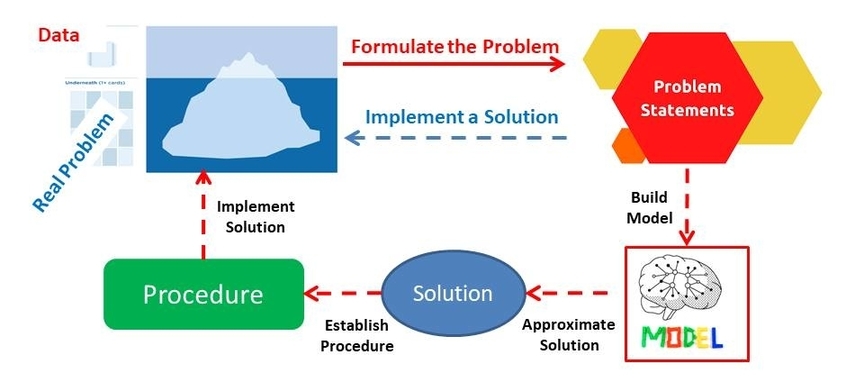 Data
Underneath (?+ cards)
Real Problem
Formulate the Problem
Implement a Solution
Problem
Statements
Build
Model
MODEL
Approximate
Solution
Solution
Establish
Procedure
Procedure
Implement
Solution